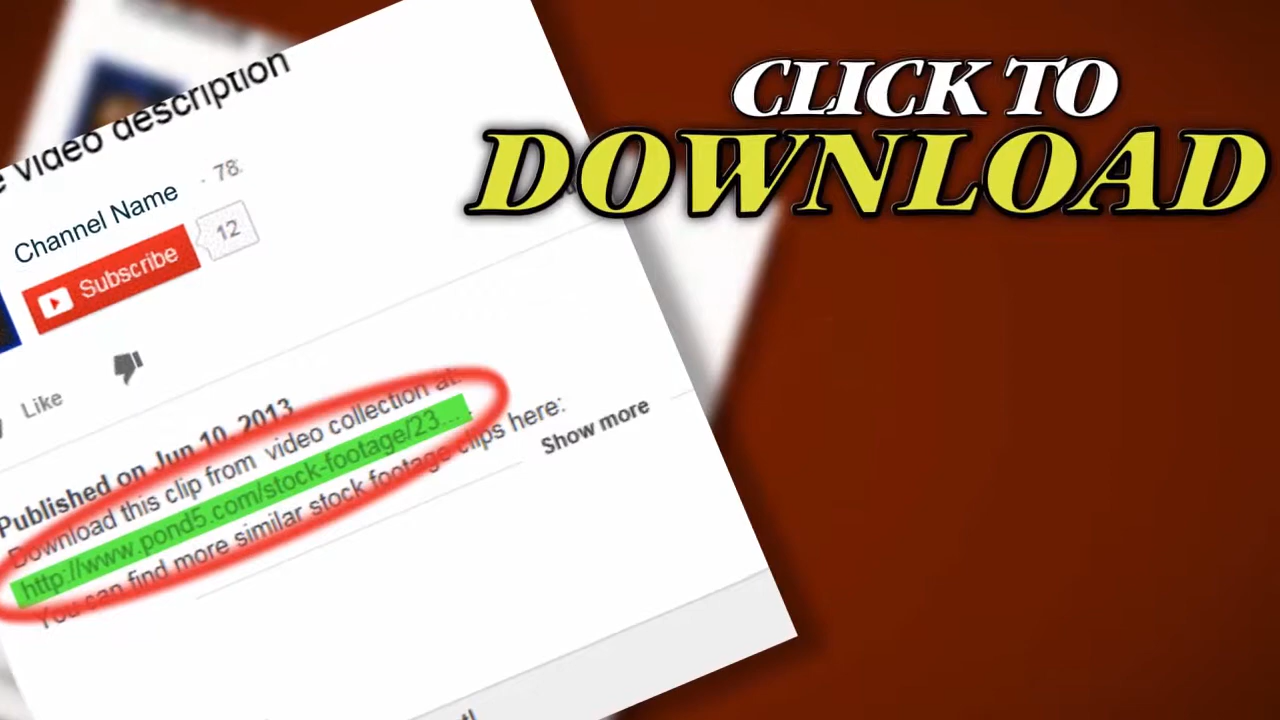 CLICK TO
DOWNLOAD
video description
Channel Name
78
Subscribe
12
Like
Published on Jun 10, 2013
Download this clip from video collection at:
http://www.pond5.com/stock-footage/23...
You can find more similar stock footage clips here:
Show more